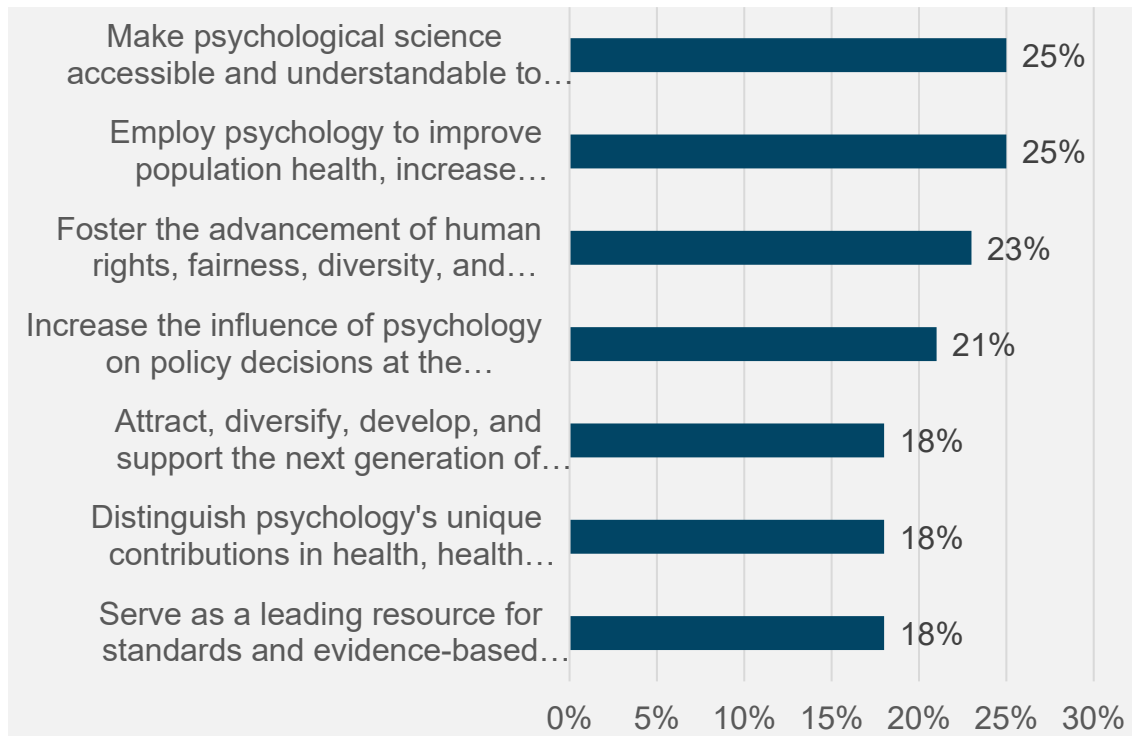 Make psychological science
accessible and understandable to…
25%
Employ psychology to improve
population health, increase…
25%
Foster the advancement of human
rights, fairness, diversity, and…
23%
Increase the influence of psychology
on policy decisions at the…
21%
Attract, diversify, develop, and
support the next generation of…
18%
Distinguish psychology's unique
contributions in health, health…
18%
Serve as a leading resource for
standards and evidence-based…
18%
0% 5% 10% 15% 20% 25% 30%